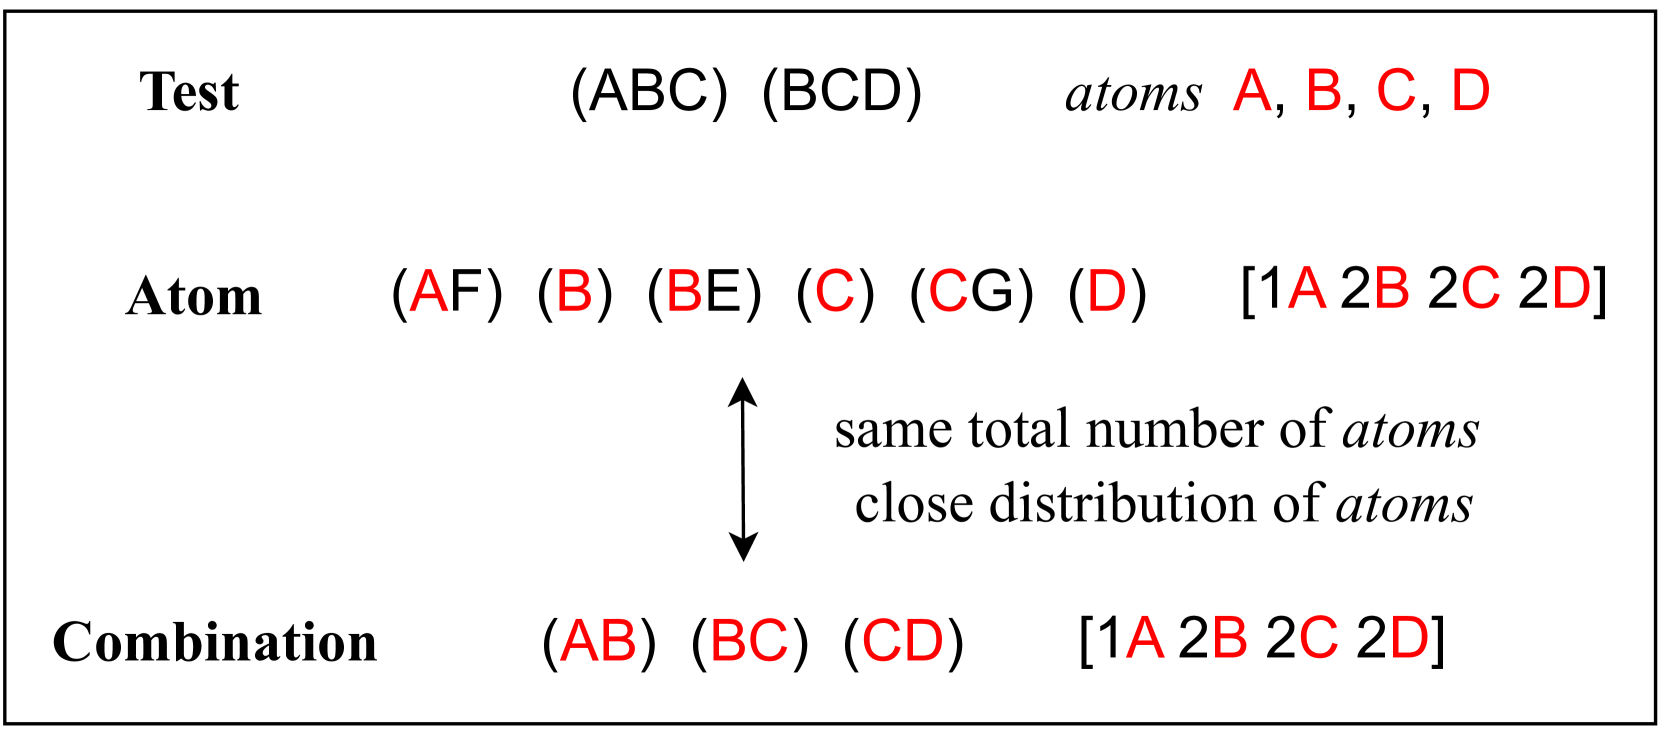 Test (ABC) (BCD) atoms A, B, C, D
Atom (AF) (B) (BE) (C) (CG) (D) [1A 2B 2C 2D]
same total number of atoms
close distribution of atoms
Combination (AB) (BC) (CD) [1A 2B 2C 2D]